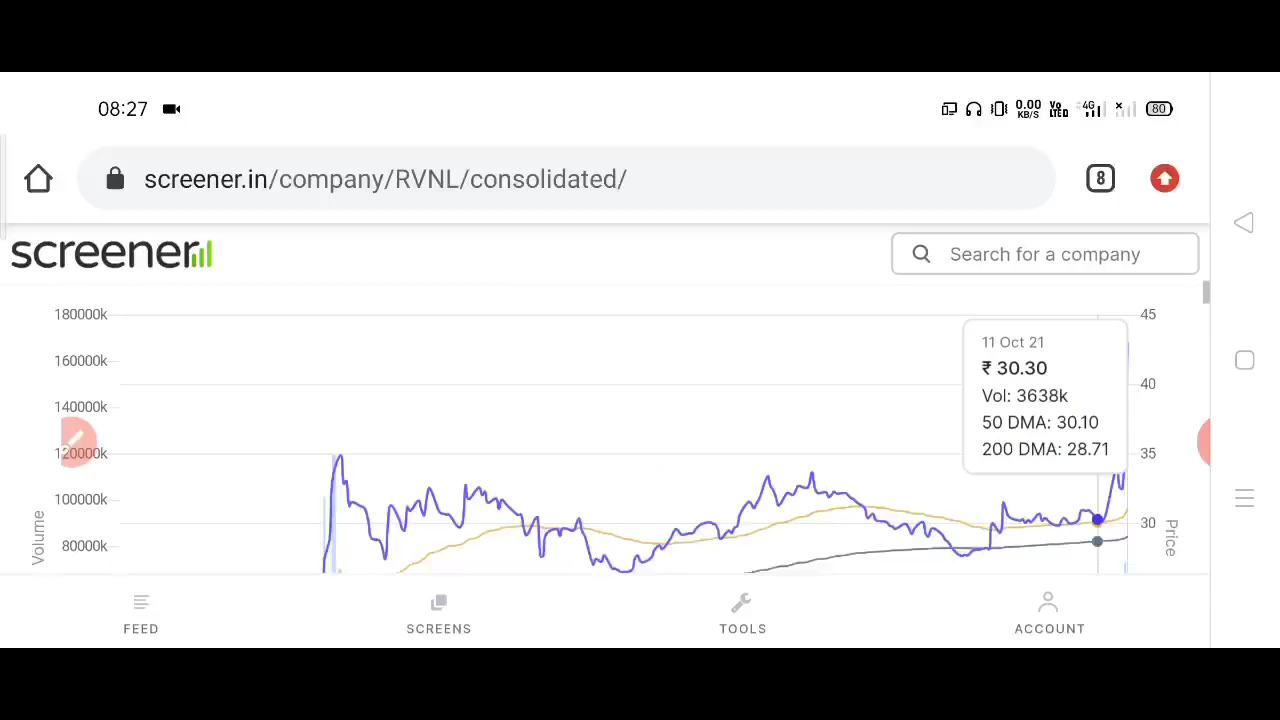 08:27 0.00 KB/S Vo LTED 4G 80
screener.in/company/RVNL/consolidated/ 8
screener Search for a company
180000k 45
160000k
140000k 40
120000k 35
100000k
80000k 30
Volume
Price
11 Oct 21
₹ 30.30
Vol: 3638k
50 DMA: 30.10
200 DMA: 28.71
FEED SCREENS TOOLS ACCOUNT